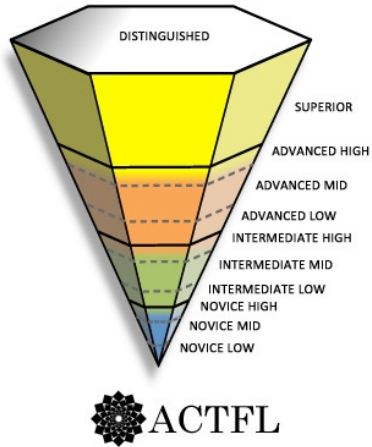 DISTINGUISHED
SUPERIOR
ADVANCED HIGH
ADVANCED MID
ADVANCED LOW
INTERMEDIATE HIGH
INTERMEDIATE MID
INTERMEDIATE LOW
NOVICE HIGH
NOVICE MID
NOVICE LOW
ACTFL